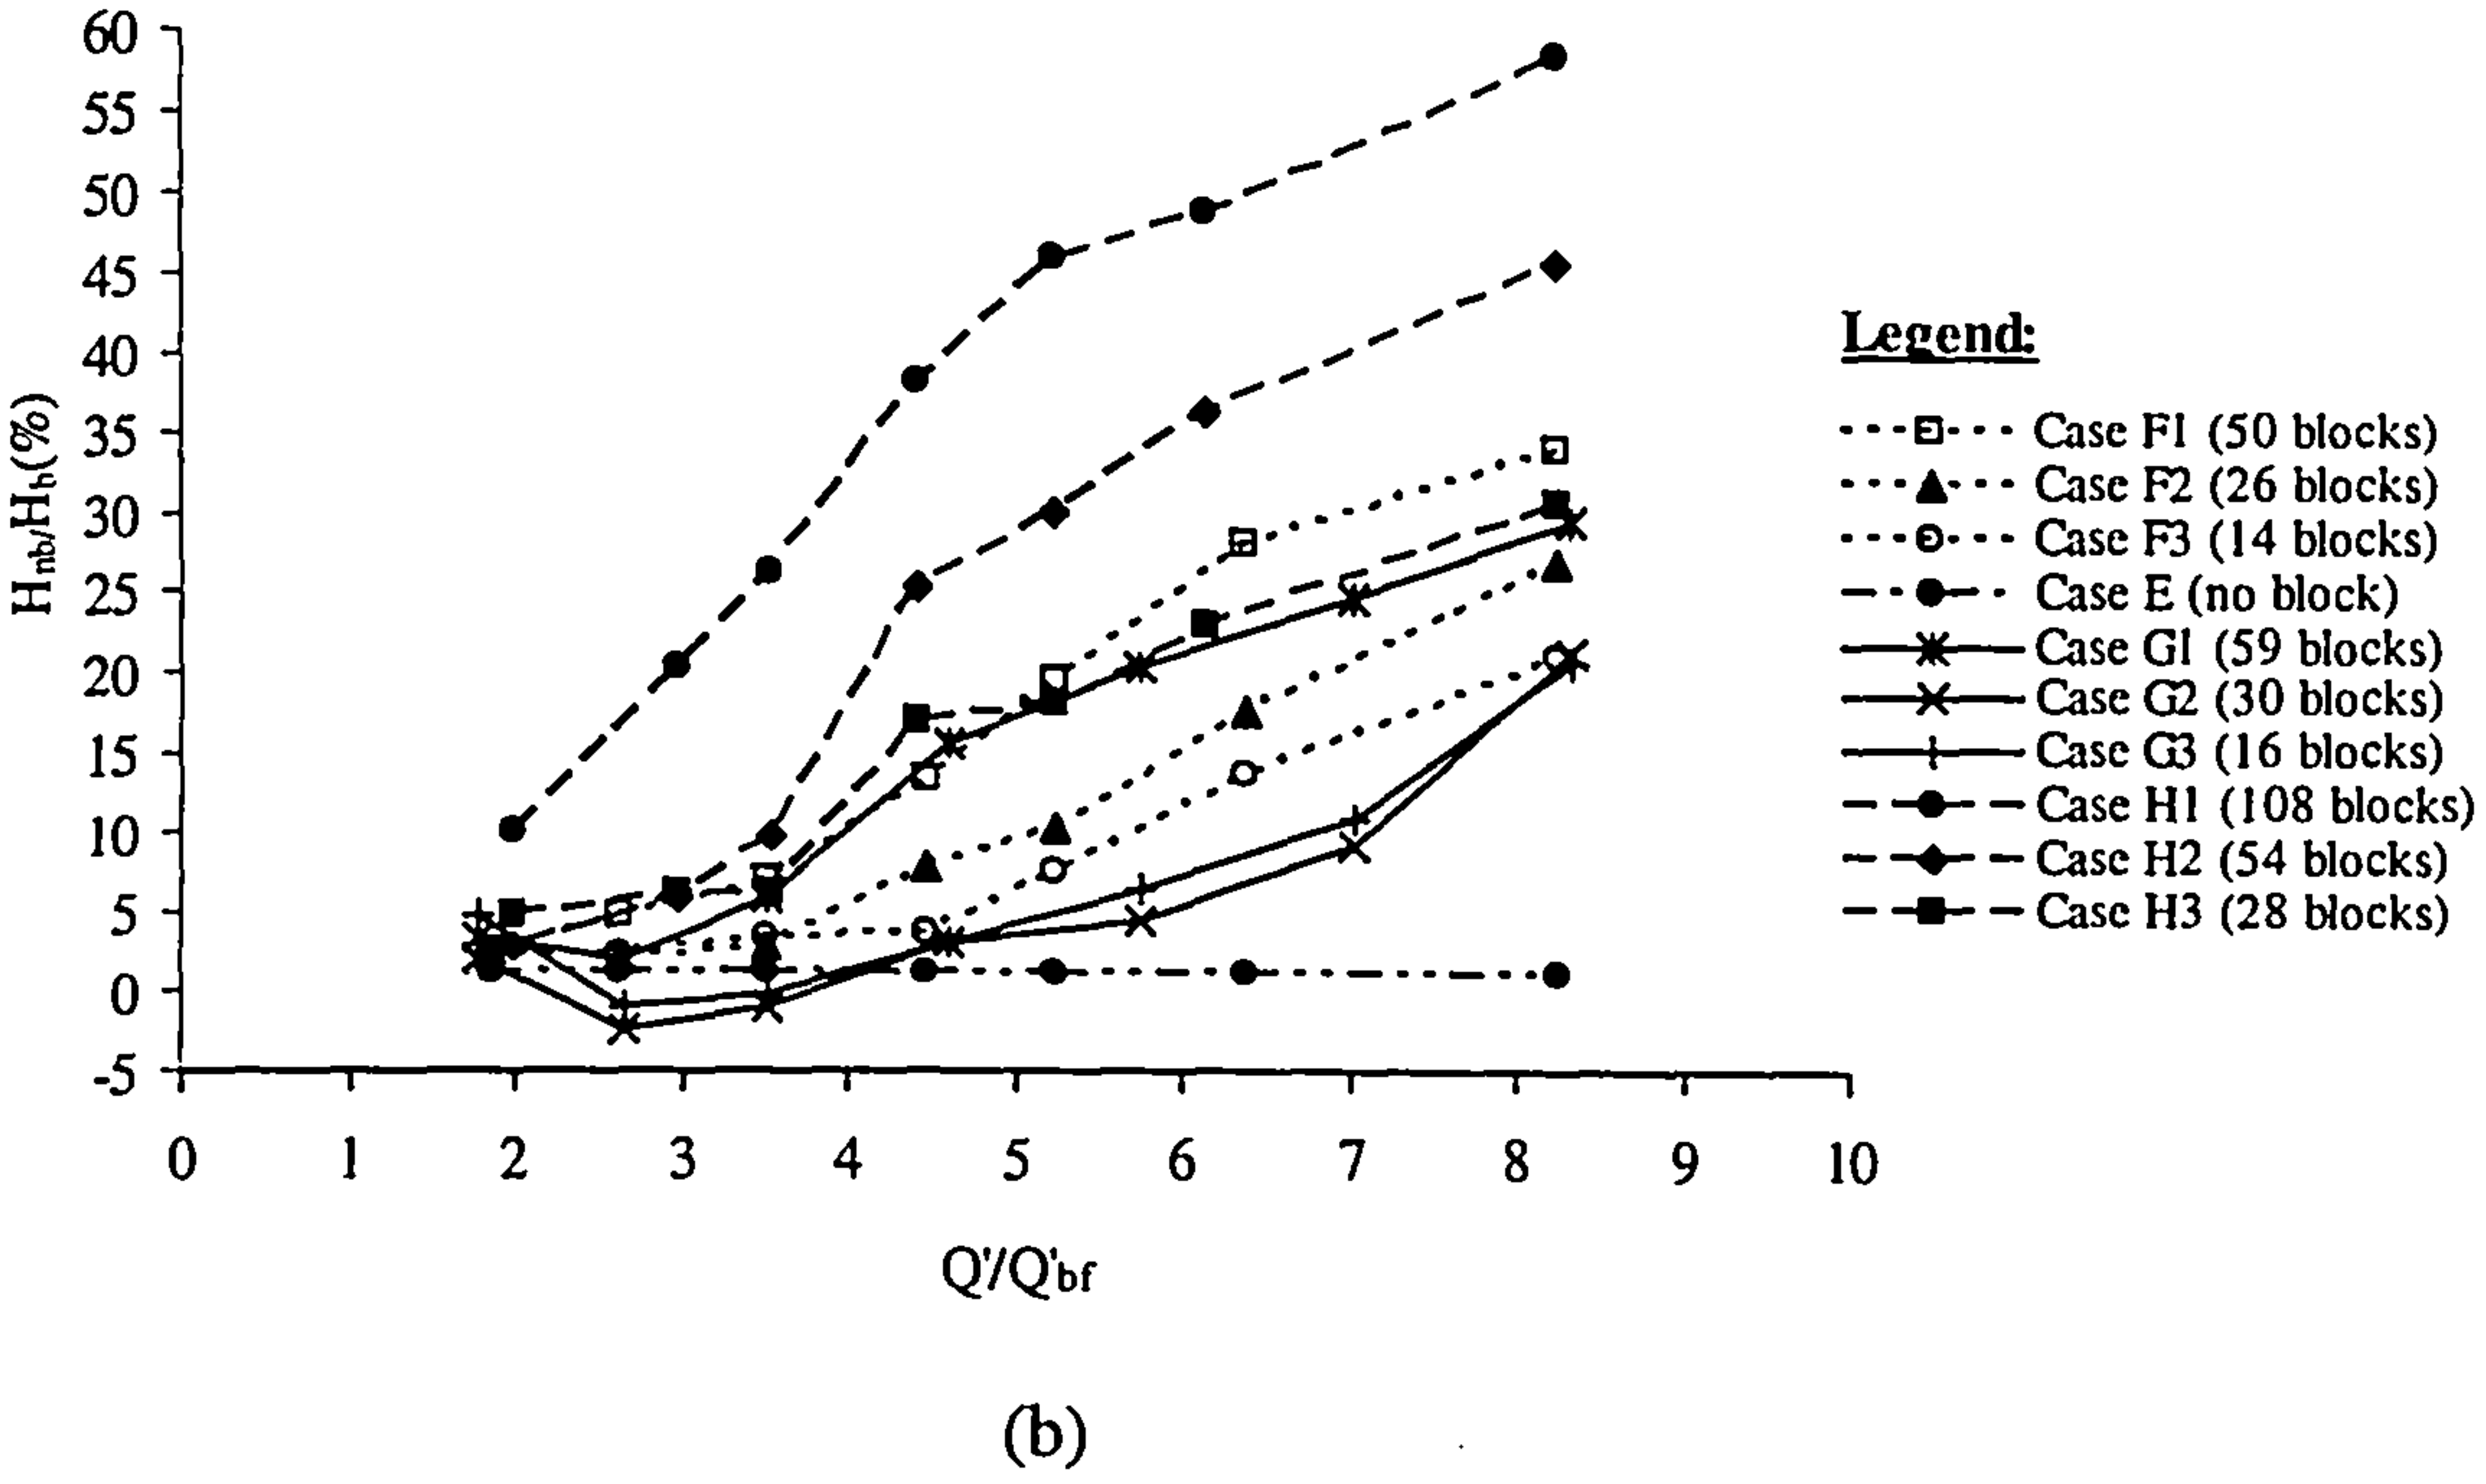 60
55
50
45
40
35
30
25
20
15
10
5
0
-5
Hnb/Hb(%)
0 1 2 3 4 5 6 7 8 9 10
Q'/Q'bf
Legend:
Case F1 (50 blocks)
Case F2 (26 blocks)
Case F3 (14 blocks)
Case E (no block)
Case G1 (59 blocks)
Case G2 (30 blocks)
Case G3 (16 blocks)
Case H1 (108 blocks)
Case H2 (54 blocks)
Case H3 (28 blocks)
(b)